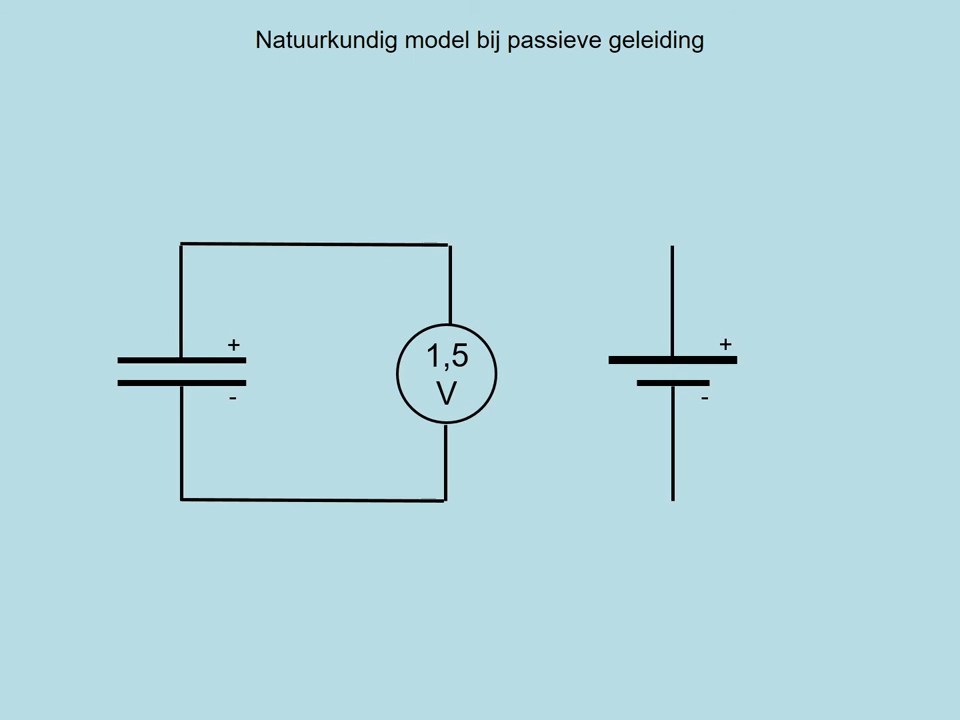 Natuurkundig model bij passieve geleiding
+
-
1,5
V
+
-